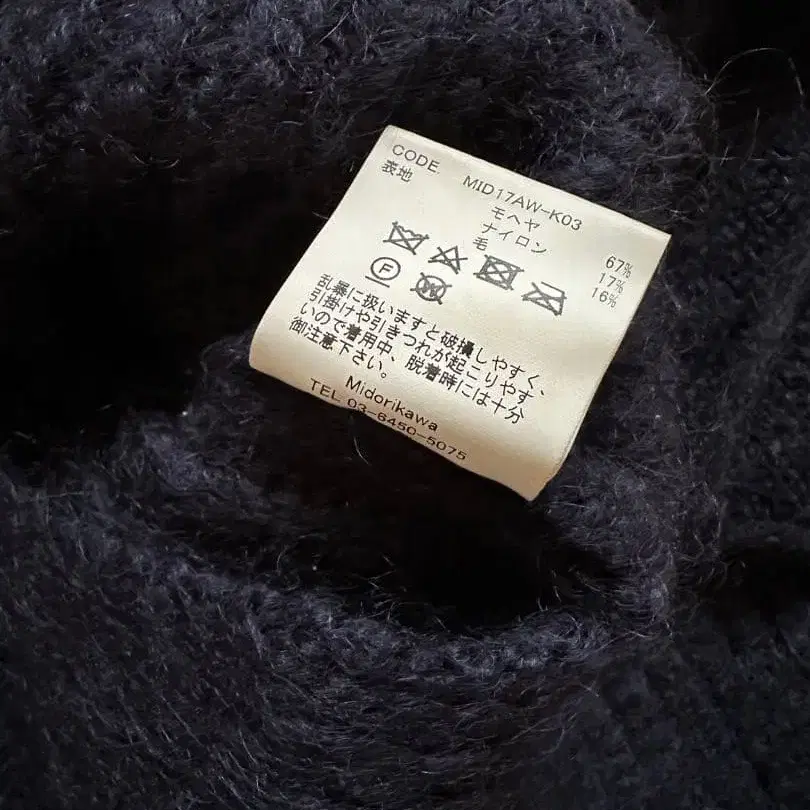 CODE. MID17AW-K03
表地 モヘヤ 67%
ナイロン 17%
毛 16%
F
乱暴に扱いますと破損しやすく、
引掛けや引きつれが起こりやす
いので着用中、脱着時には十分
御注意下さい。
Midorikawa
TEL 03-6450-5075